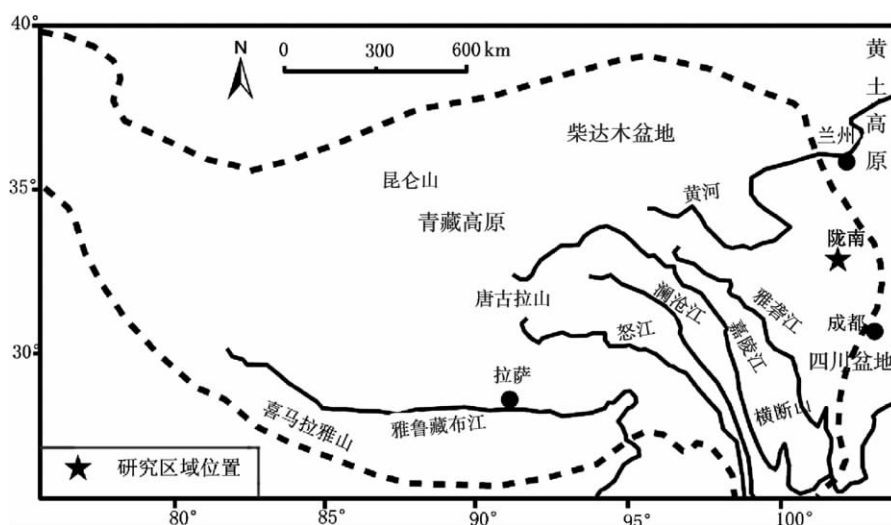 40°
N
0 300 600 km
黄土高原
柴达木盆地
兰州
35°
昆仑山
黄河
青藏高原
陇南
唐古拉山
澜沧江
雅砻江
怒江
嘉陵江
成都
30°
四川盆地
拉萨
横断山
喜马拉雅山
雅鲁藏布江
研究区域位置
80° 85° 90° 95° 100°